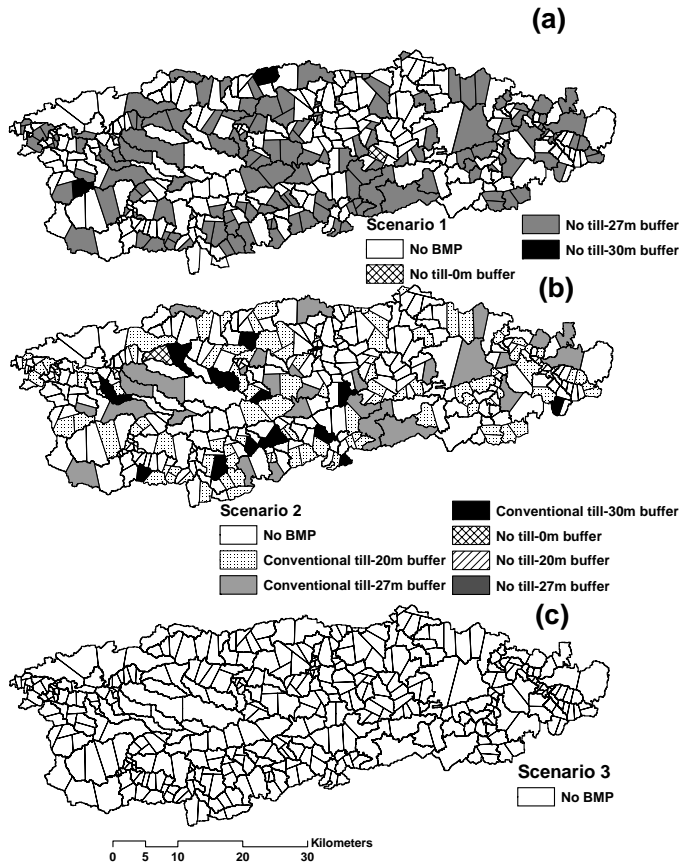 (a)
Scenario 1
No BMP
No till-0m buffer
No till-27m buffer
No till-30m buffer
(b)
Scenario 2
No BMP
Conventional till-20m buffer
Conventional till-27m buffer
Conventional till-30m buffer
No till-0m buffer
No till-20m buffer
No till-27m buffer
(c)
Scenario 3
No BMP
Kilometers
0 5 10 20 30